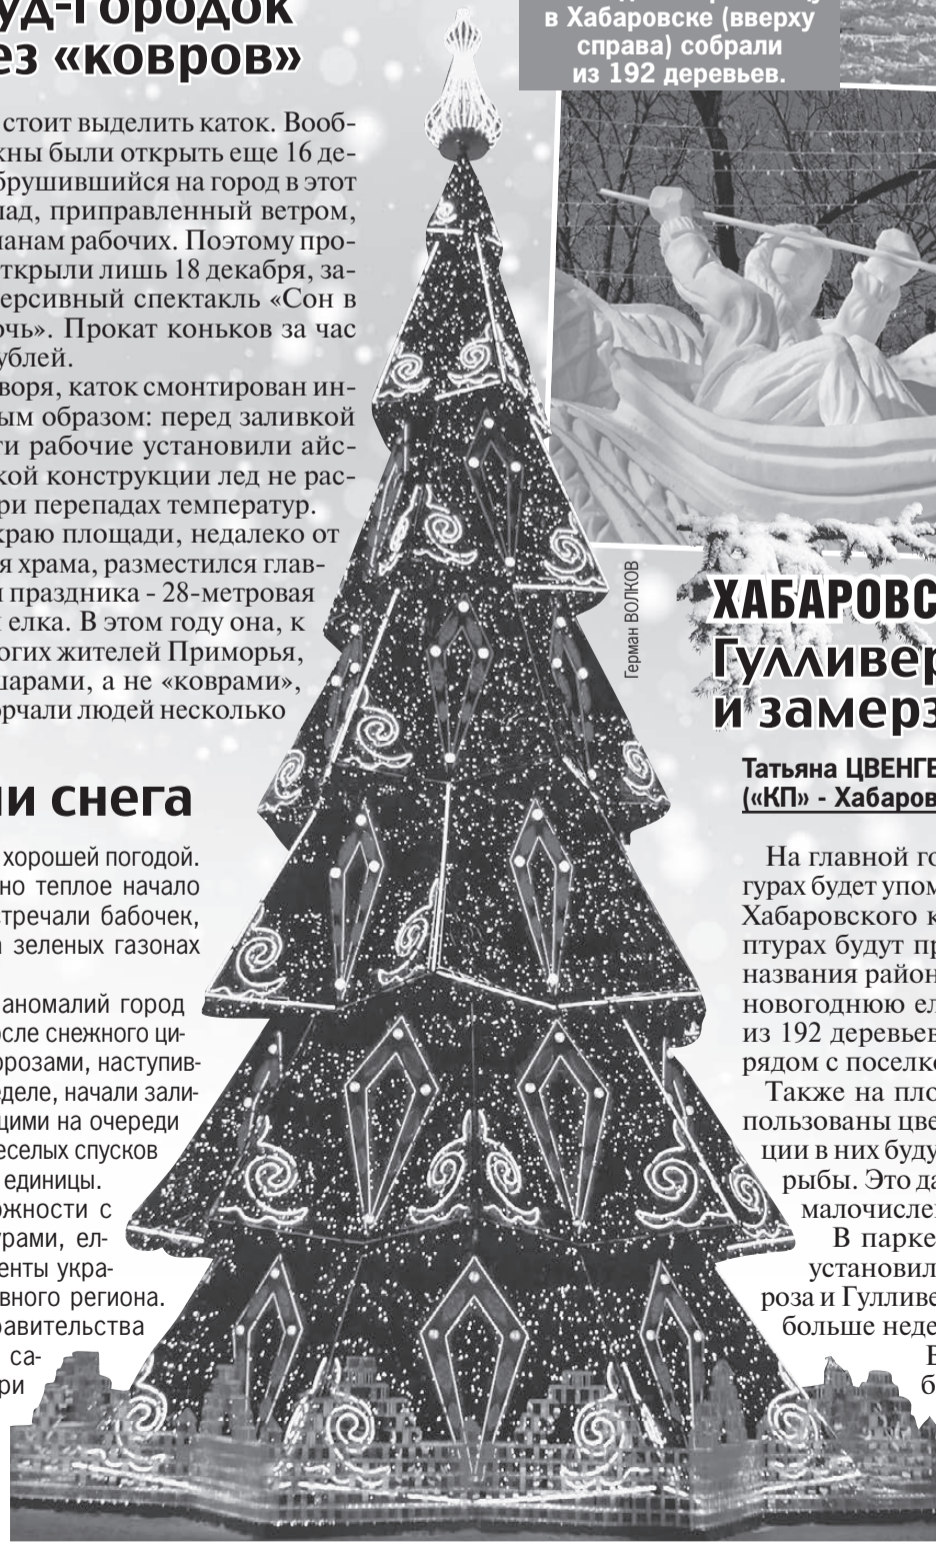 уд-городок
ез «ковров»
стоит выделить каток. Вооб-
жны были открыть еще 16 де-
брушившийся на город в этот
пад, приправленный ветром,
ланам рабочих. Поэтому про-
ткрыли лишь 18 декабря, за-
ерсивный спектакль «Сон в
очь». Прокат коньков за час
ублей.
воря, каток смонтирован ин-
ым образом: перед заливкой
ти рабочие установили айс-
кой конструкции лед не рас-
ри перепадах температур.
краю площади, недалеко от
я храма, разместился глав-
и праздника - 28-метровая
елка. В этом году она, к
огих жителей Приморья,
шарами, а не «коврами»,
орчали людей несколько
ли снега
хорошей погодой.
но теплое начало
стречали бабочек,
а зеленых газонах
аномалий город
осле снежного ци-
орозами, наступив-
еделе, начали зали-
щими на очереди
еселых спусков
единицы.
ожности с
урами, ел-
енты укра-
вного региона.
равительства
са-
ри
в Хабаровске (вверху
справа) собрали
из 192 деревьев.
Герман ВОЛКОВ
ХАБАРОВС
Гулливер
и замерз
Татьяна ЦВЕНГЕ
(«КП» - Хабаров
На главной го
гурах будет упом
Хабаровского к
птурах будут пр
названия район
новогоднюю ел
из 192 деревьев
рядом с поселко
Также на пло
пользованы цве
ции в них буду
рыбы. Это да
малочислен
В парке
установил
роза и Гулливе
больше неде
В
б